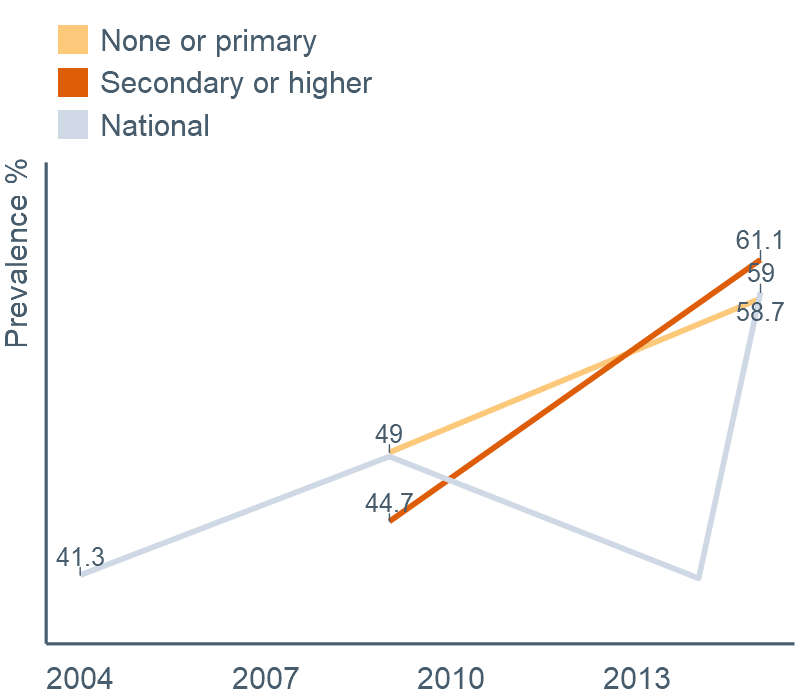 None or primary
Secondary or higher
National
Prevalence %
61.1
59
58.7
49
44.7
41.3
2004 2007 2010 2013